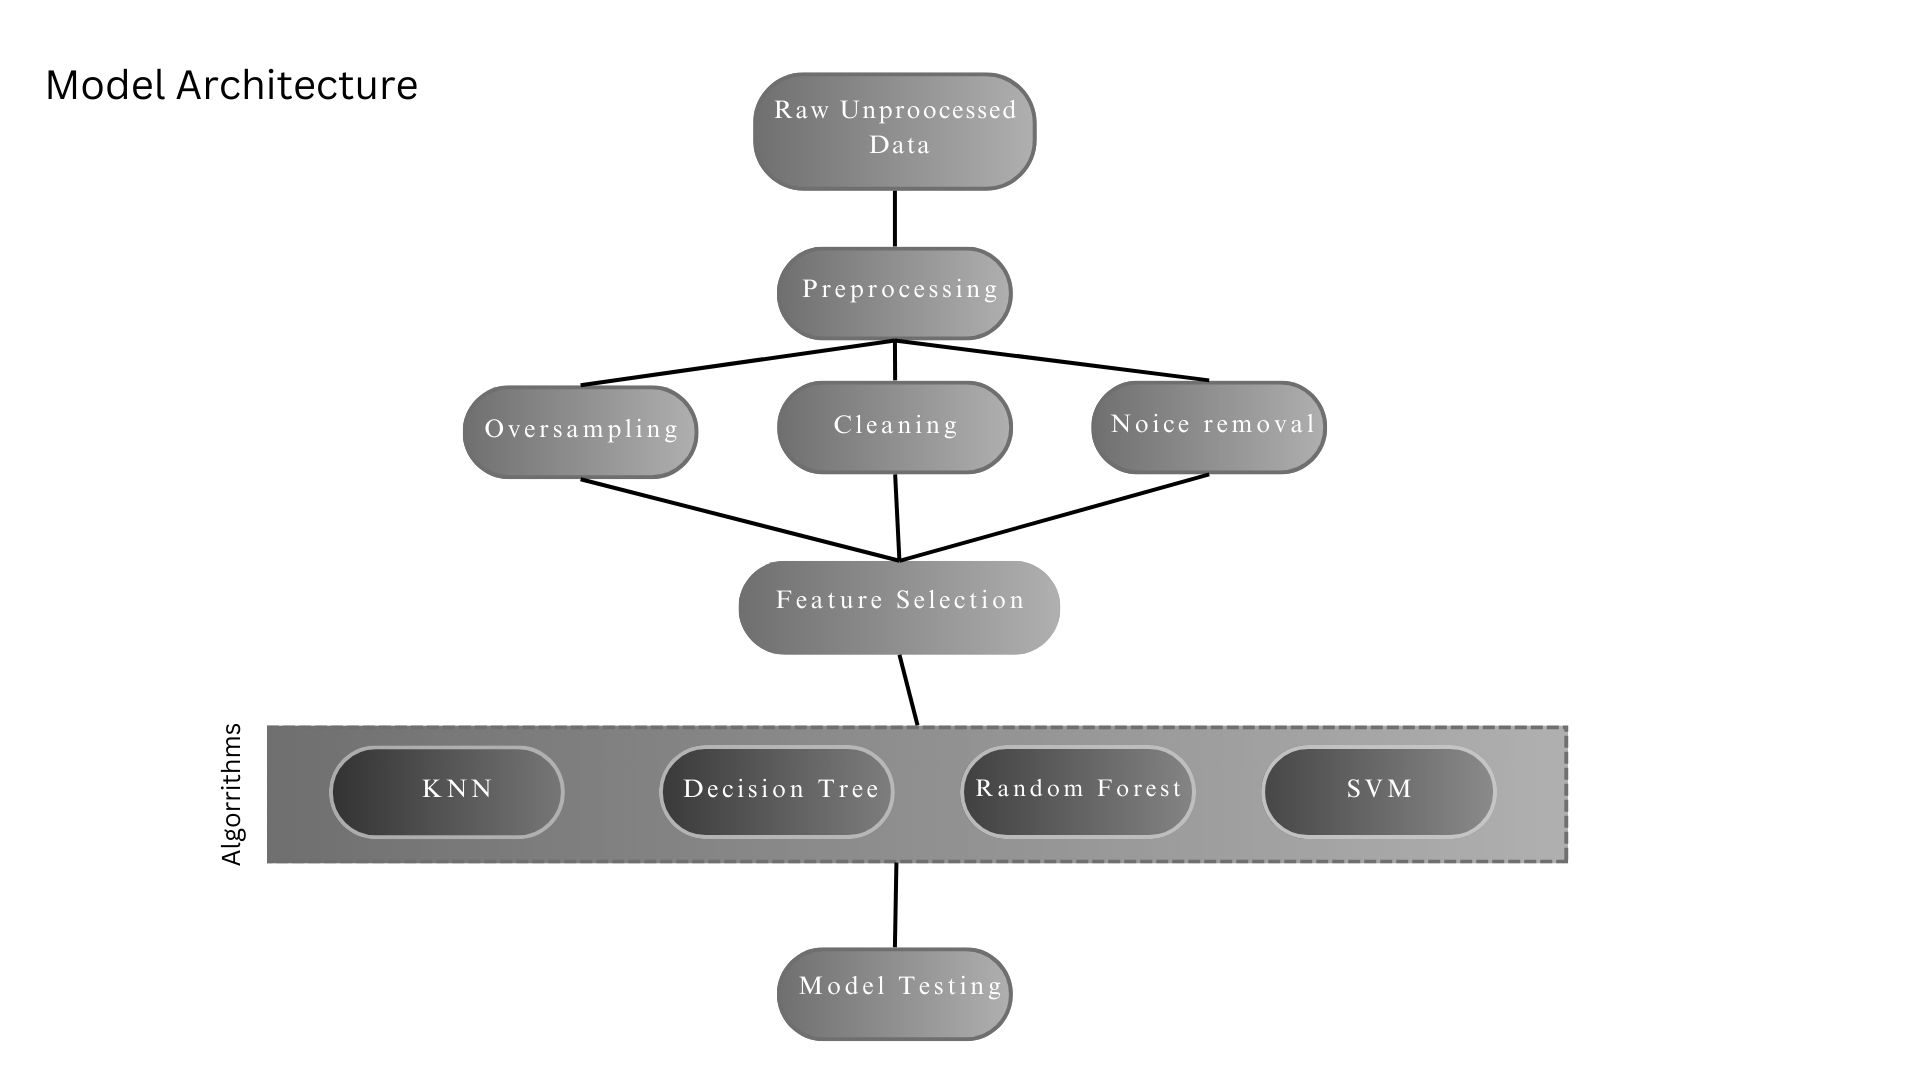 Model Architecture
Raw Unproocessed
Data
Preprocessing
Oversampling
Cleaning
Noice removal
Feature Selection
Algorrithms
KNN
Decision Tree
Random Forest
SVM
Model Testing